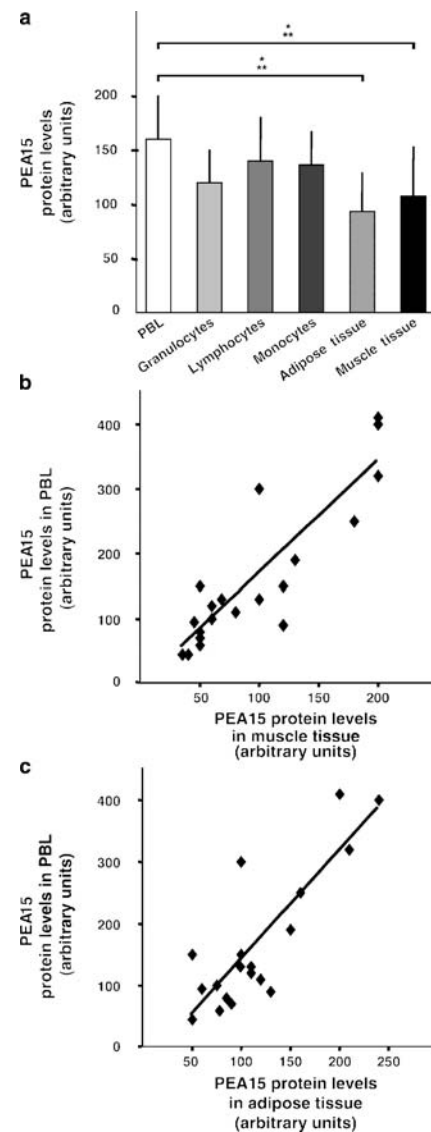 a
*
**
*
**
PEA15
protein levels
(arbitrary units)
200
150
100
50
0
PBL
Granulocytes
Lymphocytes
Monocytes
Adipose tissue
Muscle tissue
b
PEA15
protein levels in PBL
(arbitrary units)
400
300
200
100
0
50
100
150
200
PEA15 protein levels
in muscle tissue
(arbitrary units)
c
PEA15
protein levels in PBL
(arbitrary units)
400
300
200
100
0
50
100
150
200
250
PEA15 protein levels
in adipose tissue
(arbitrary units)